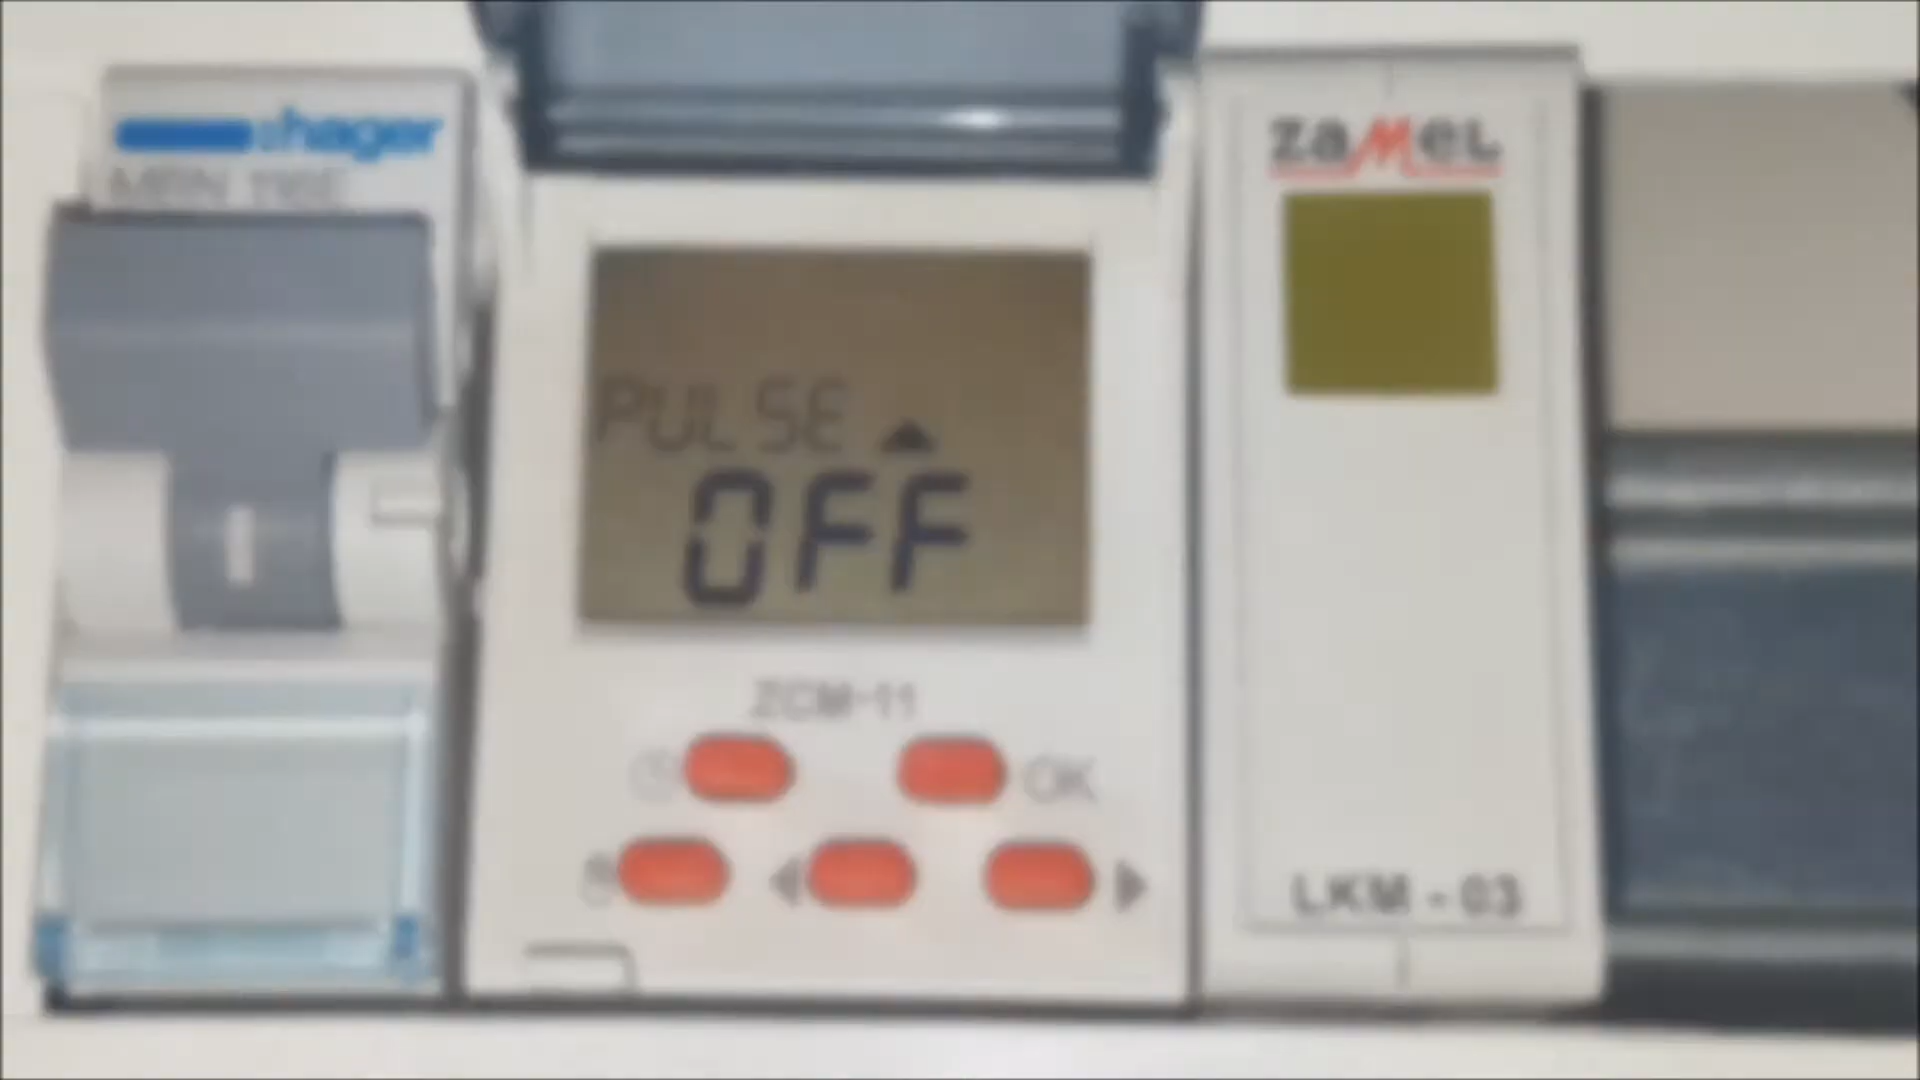 hager
zaMeL
PULSE
OFF
ZCM-11
OK
LKM - 03